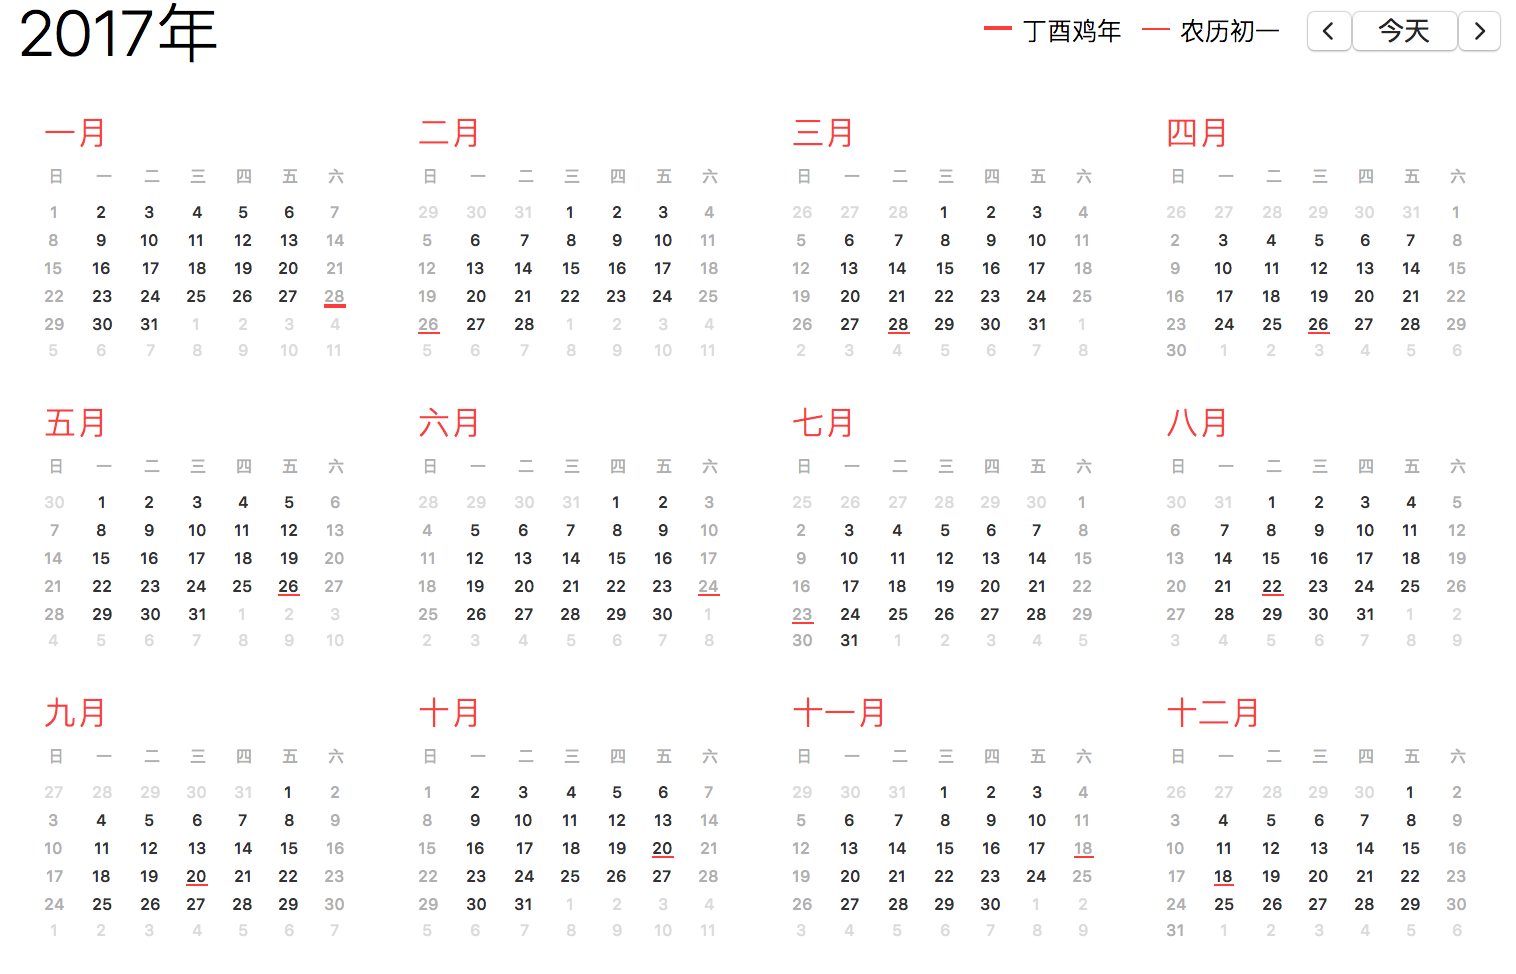 2017年 丁酉鸡年 农历初一 < 今天 >
一月 二月 三月 四月
日 一 二 三 四 五 六 日 一 二 三 四 五 六 日 一 二 三 四 五 六 日 一 二 三 四 五 六
1 2 3 4 5 6 7 29 30 31 1 2 3 4 26 27 28 1 2 3 4 26 27 28 29 30 31 1
8 9 10 11 12 13 14 5 6 7 8 9 10 11 5 6 7 8 9 10 11 2 3 4 5 6 7 8
15 16 17 18 19 20 21 12 13 14 15 16 17 18 12 13 14 15 16 17 18 9 10 11 12 13 14 15
22 23 24 25 26 27 28 19 20 21 22 23 24 25 19 20 21 22 23 24 25 16 17 18 19 20 21 22
29 30 31 1 2 3 4 26 27 28 1 2 3 4 26 27 28 29 30 31 1 23 24 25 26 27 28 29
5 6 7 8 9 10 11 5 6 7 8 9 10 11 2 3 4 5 6 7 8 30 1 2 3 4 5 6
五月 六月 七月 八月
日 一 二 三 四 五 六 日 一 二 三 四 五 六 日 一 二 三 四 五 六 日 一 二 三 四 五 六
30 1 2 3 4 5 6 28 29 30 31 1 2 3 25 26 27 28 29 30 1 30 31 1 2 3 4 5
7 8 9 10 11 12 13 4 5 6 7 8 9 10 2 3 4 5 6 7 8 6 7 8 9 10 11 12
14 15 16 17 18 19 20 11 12 13 14 15 16 17 9 10 11 12 13 14 15 13 14 15 16 17 18 19
21 22 23 24 25 26 27 18 19 20 21 22 23 24 16 17 18 19 20 21 22 20 21 22 23 24 25 26
28 29 30 31 1 2 3 25 26 27 28 29 30 1 23 24 25 26 27 28 29 27 28 29 30 31 1 2
4 5 6 7 8 9 10 2 3 4 5 6 7 8 30 31 1 2 3 4 5 3 4 5 6 7 8 9
九月 十月 十一月 十二月
日 一 二 三 四 五 六 日 一 二 三 四 五 六 日 一 二 三 四 五 六 日 一 二 三 四 五 六
27 28 29 30 31 1 2 1 2 3 4 5 6 7 29 30 31 1 2 3 4 26 27 28 29 30 1 2
3 4 5 6 7 8 9 8 9 10 11 12 13 14 5 6 7 8 9 10 11 3 4 5 6 7 8 9
10 11 12 13 14 15 16 15 16 17 18 19 20 21 12 13 14 15 16 17 18 10 11 12 13 14 15 16
17 18 19 20 21 22 23 22 23 24 25 26 27 28 19 20 21 22 23 24 25 17 18 19 20 21 22 23
24 25 26 27 28 29 30 29 30 31 1 2 3 4 26 27 28 29 30 1 2 24 25 26 27 28 29 30
1 2 3 4 5 6 7 5 6 7 8 9 10 11 3 4 5 6 7 8 9 31 1 2 3 4 5 6